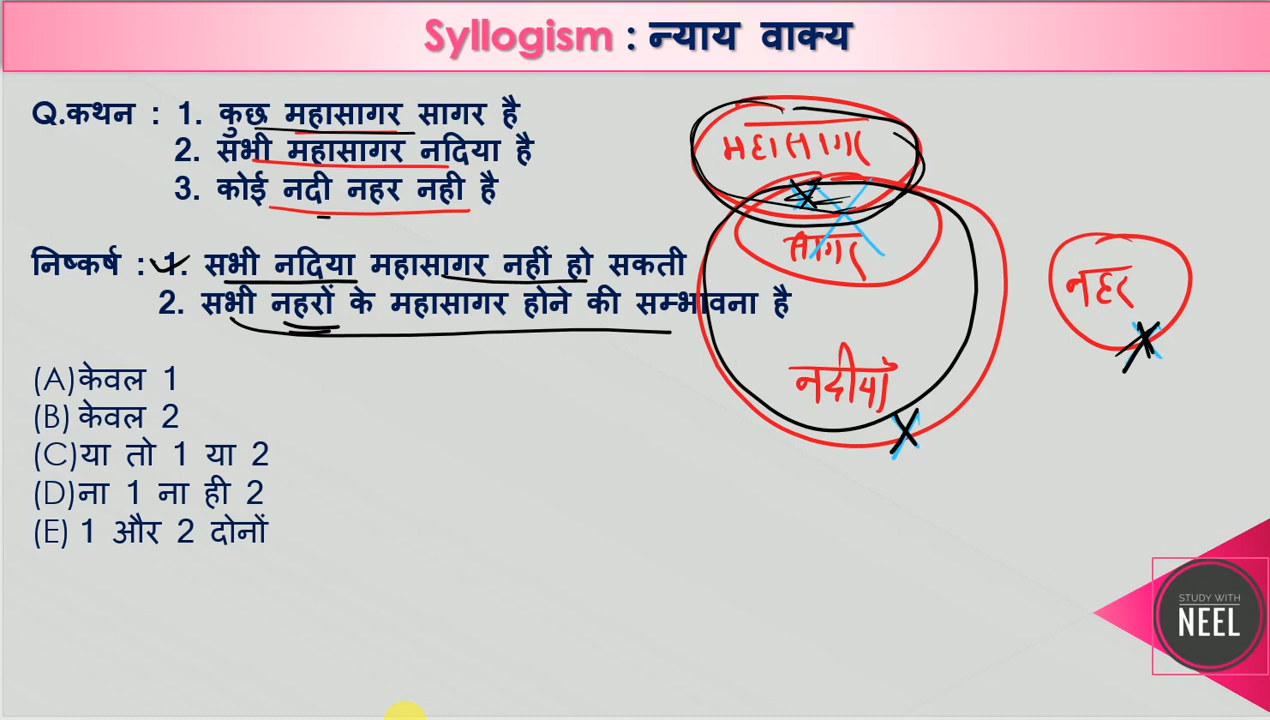 Syllogism : न्याय वाक्य
Q.कथन : 1. कुछ महासागर सागर है
2. सभी महासागर नदिया है
3. कोई नदी नहर नही है
निष्कर्ष : 1. सभी नदिया महासागर नहीं हो सकती
2. सभी नहरों के महासागर होने की सम्भावना है
(A)केवल 1
(B) केवल 2
(C)या तो 1 या 2
(D)ना 1 ना ही 2
(E) 1 और 2 दोनों
महासागर
सागर
नदीयाँ
नहर
STUDY WITH
NEEL